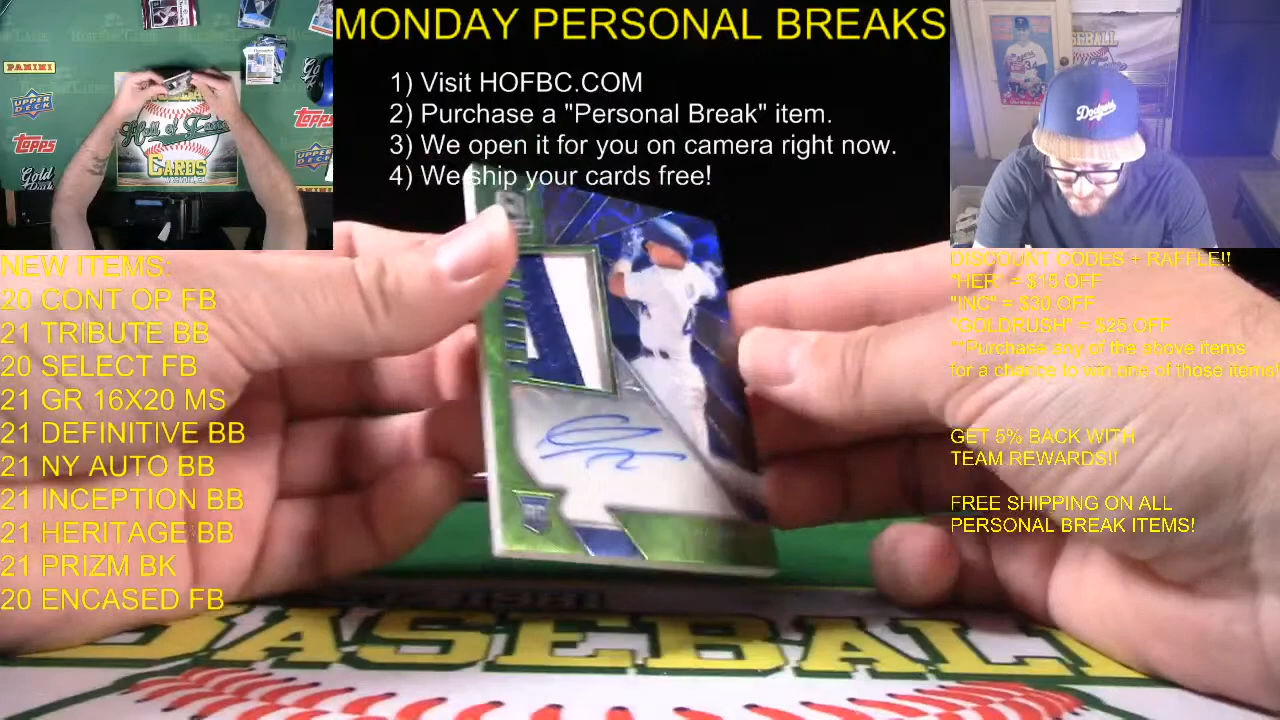 MONDAY PERSONAL BREAKS
1) Visit HOFBC.COM
2) Purchase a "Personal Break" item.
3) We open it for you on camera right now.
4) We ship your cards free!
PANINI
UPPER DECK
Topps
Gold
Hall of Fame
CARDS
Topps
BASEBALL
34
Dodgers
NEW ITEMS:
20 CONT OP FB
21 TRIBUTE BB
20 SELECT FB
21 GR 16X20 MS
21 DEFINITIVE BB
21 NY AUTO BB
21 INCEPTION BB
21 HERITAGE BB
21 PRIZM BK
20 ENCASED FB
DISCOUNT CODES + RAFFLE!!
"HER" = $15 OFF
"INC" = $30 OFF
"GOLDRUSH" = $25 OFF
**Purchase any of the above items
for a chance to win one of those items!
GET 5% BACK WITH
TEAM REWARDS!!
FREE SHIPPING ON ALL
PERSONAL BREAK ITEMS!
RC
BASEBALL